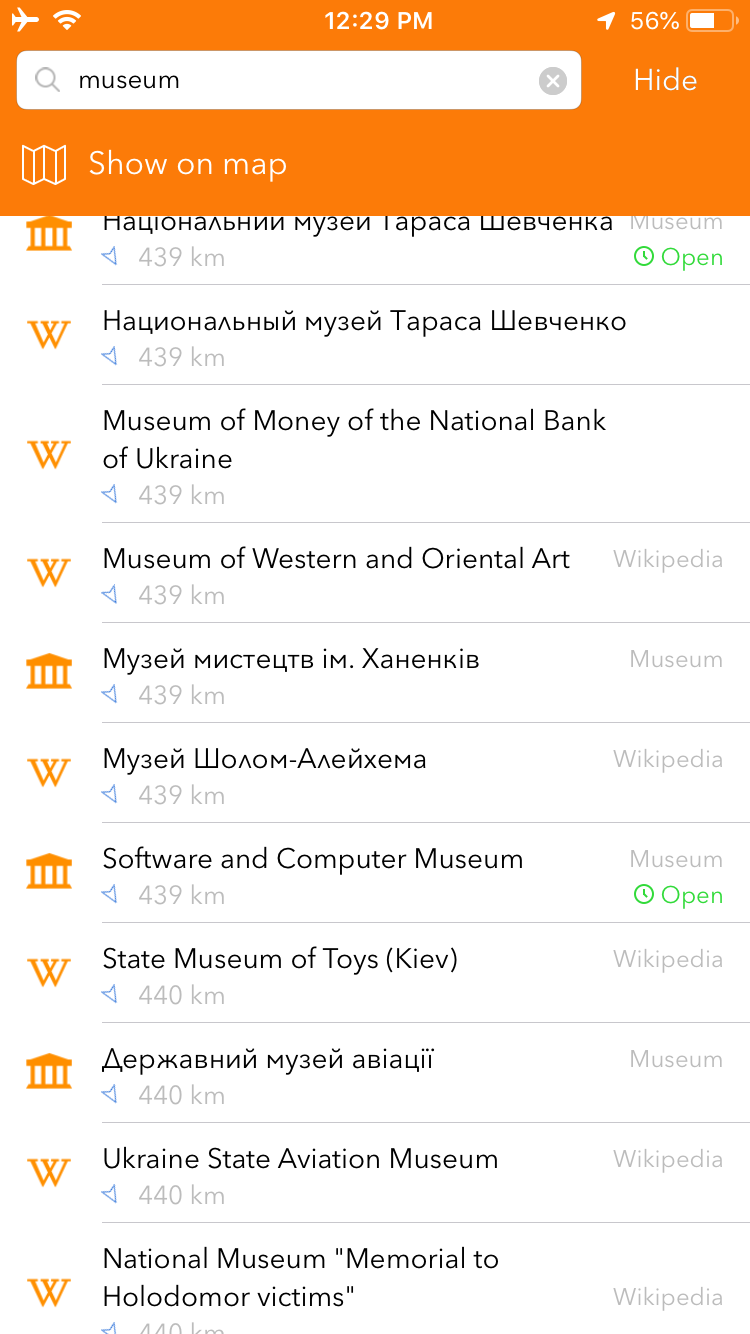 12:29 PM
56%
museum
Hide
Show on map
Національний музей Тараса Шевченка
Museum
439 km
Open
Национальный музей Тараса Шевченко
439 km
Museum of Money of the National Bank
of Ukraine
439 km
Museum of Western and Oriental Art
Wikipedia
439 km
Музей мистецтв ім. Ханенків
Museum
439 km
Музей Шолом-Алейхема
Wikipedia
439 km
Software and Computer Museum
Museum
439 km
Open
State Museum of Toys (Kiev)
Wikipedia
440 km
Державний музей авіації
Museum
440 km
Ukraine State Aviation Museum
Wikipedia
440 km
National Museum "Memorial to
Holodomor victims"
Wikipedia
440 km